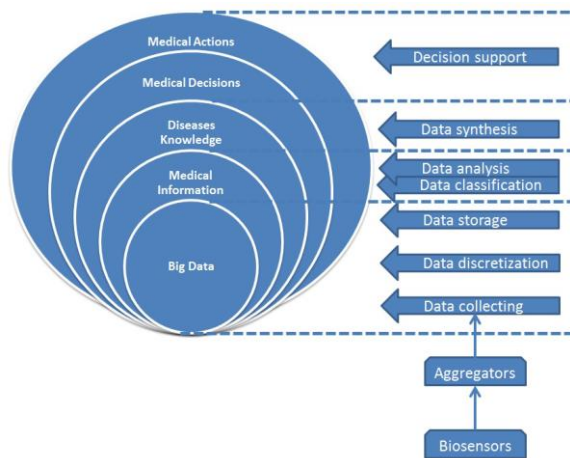 Medical Actions
Medical Decisions
Diseases
Knowledge
Medical
Information
Big Data
Decision support
Data synthesis
Data analysis
Data classification
Data storage
Data discretization
Data collecting
Aggregators
Biosensors